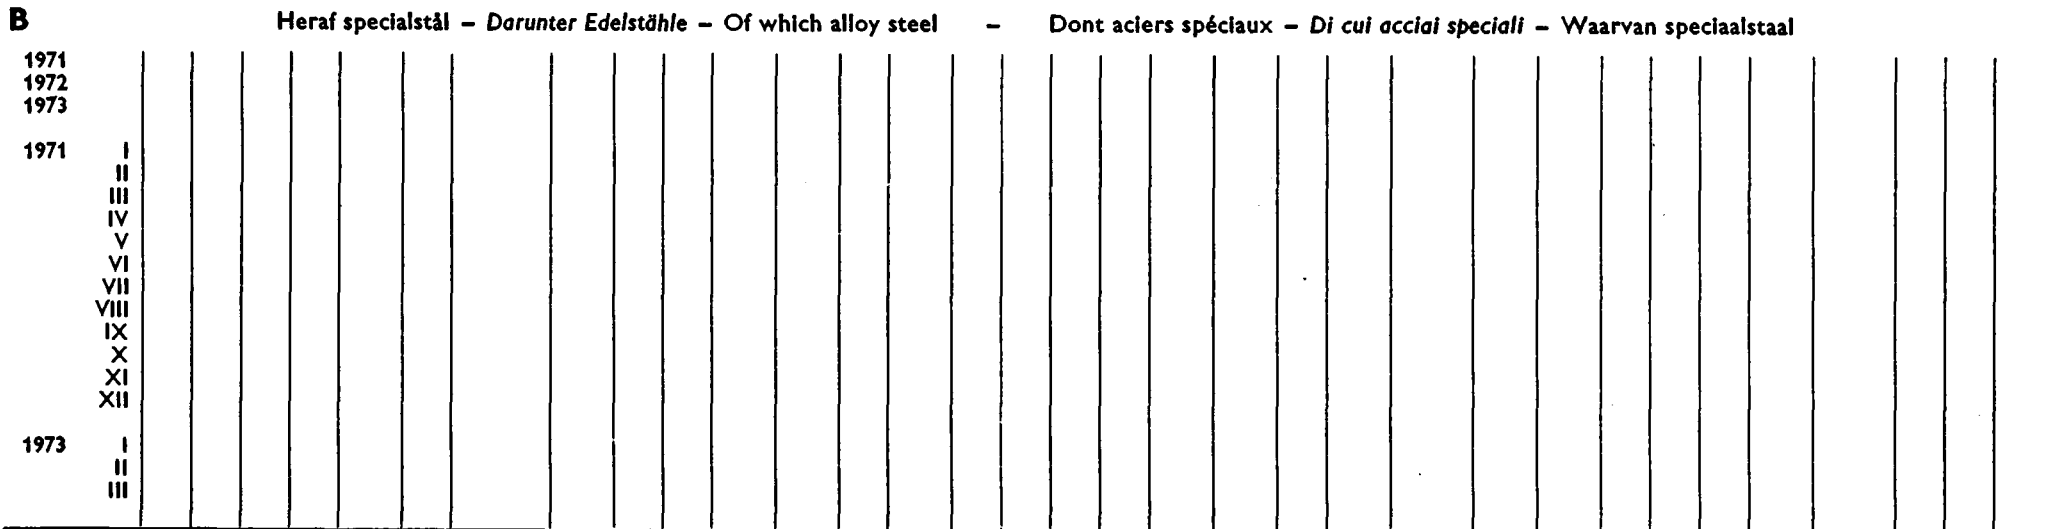 B Heraf specialstål – Darunter Edelstähle – Of which alloy steel – Dont aciers spéciaux – Di cui acciai speciali – Waarvan speciaalstaal
1971
1972
1973
1971 I
II
III
IV
V
VI
VII
VIII
IX
X
XI
XII
1973 I
II
III